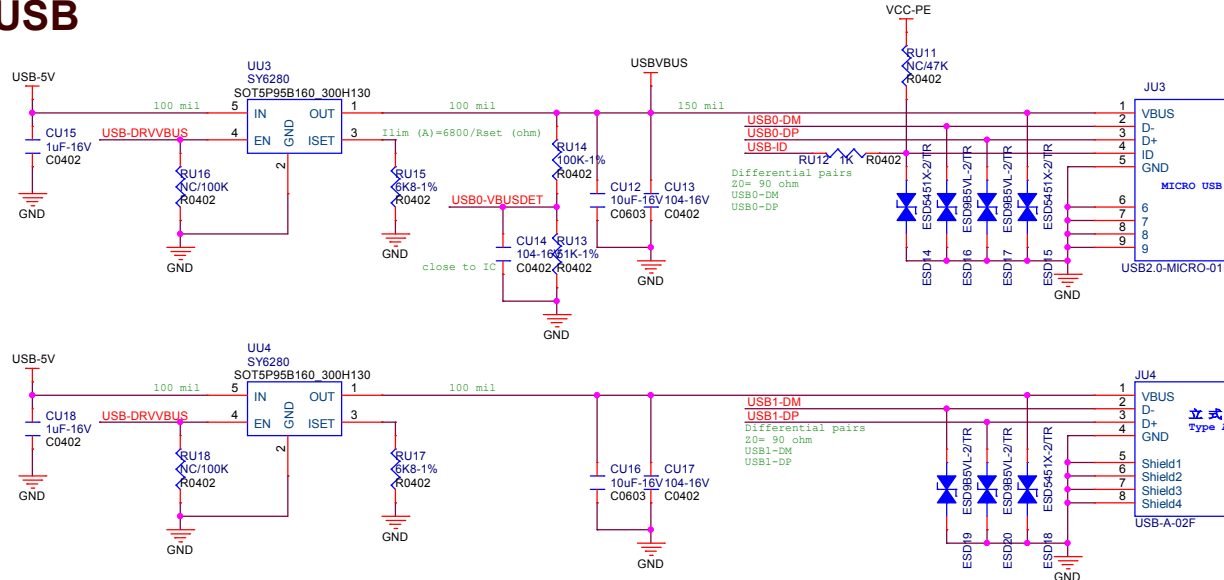 USB
VCC-PE
RU11
NC/47K
R0402
USB-5V
UU3
SY6280
SOT5P95B160_300H130
USBVBUS
JU3
100 mil
5
IN
OUT
1
100 mil
150 mil
1
VBUS
CU15
1uF-16V
C0402
USB-DRVVBUS
4
EN
GND
ISET
3
2
Ilim (A)=6800/Rset (ohm)
USB0-DM
2
D-
USB0-DP
3
D+
USB-ID
4
ID
RU12
1K
R0402
5
GND
RU16
NC/100K
R0402
RU15
6K8-1%
R0402
RU14
100K-1%
R0402
Differential pairs
Z0= 90 ohm
USB0-DM
USB0-DP
MICRO USB
CU12
10uF-16V
C0603
CU13
104-16V
C0402
USB0-VBUSDET
ESD5451X-2/TR
ESD9B5VL-2/TR
ESD9B5VL-2/TR
ESD5451X-2/TR
ESD14
ESD16
ESD17
ESD15
6
6
7
7
8
8
9
9
USB2.0-MICRO-01
GND
GND
GND
CU14
104-16V
C0402
close to IC
RU13
51K-1%
R0402
GND
GND
GND
USB-5V
UU4
SY6280
SOT5P95B160_300H130
JU4
100 mil
5
IN
OUT
1
100 mil
1
VBUS
CU18
1uF-16V
C0402
USB-DRVVBUS
4
EN
GND
ISET
3
2
USB1-DM
2
D-
USB1-DP
3
D+
4
GND
立式
Type A
Differential pairs
Z0= 90 ohm
USB1-DM
USB1-DP
RU18
NC/100K
R0402
RU17
6K8-1%
R0402
CU16
10uF-16V
C0603
CU17
104-16V
C0402
ESD9B5VL-2/TR
ESD9B5VL-2/TR
ESD5451X-2/TR
ESD19
ESD20
ESD18
5
Shield1
6
Shield2
7
Shield3
8
Shield4
USB-A-02F
GND
GND
GND
GND
GND